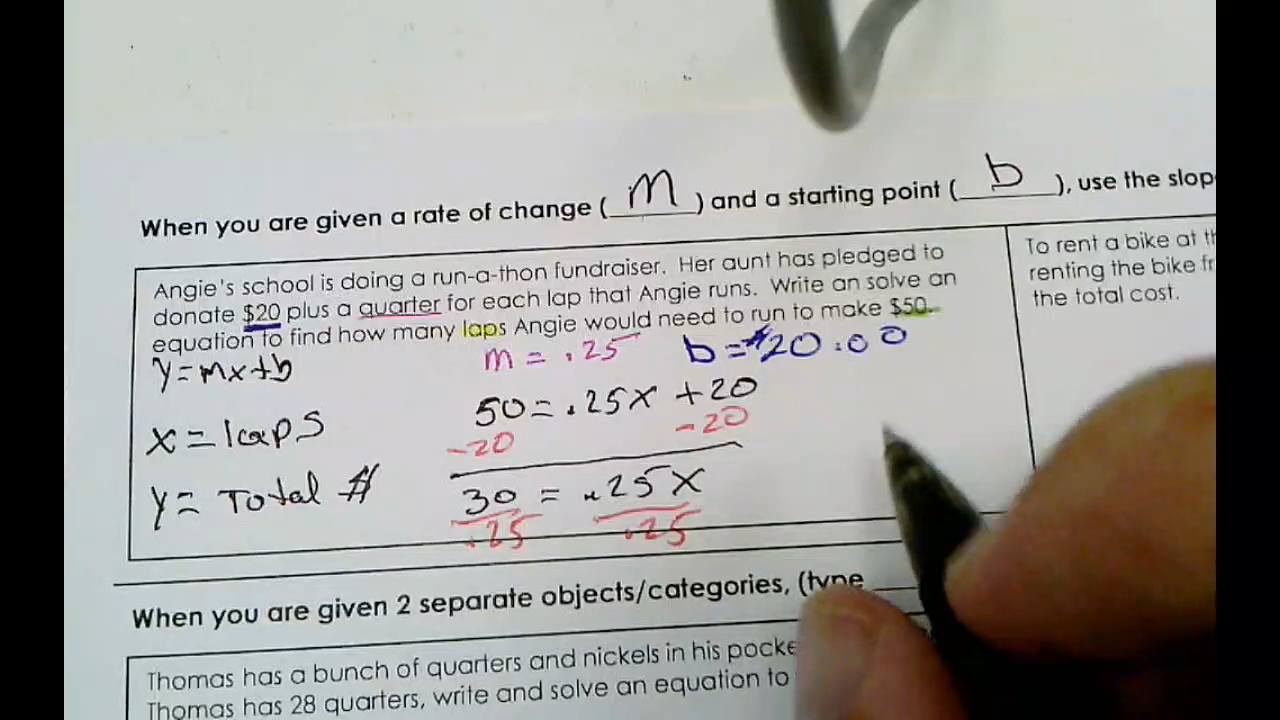 When you are given a rate of change ( m ) and a starting point ( b ), use the slop
Angie's school is doing a run-a-thon fundraiser. Her aunt has pledged to
donate $20 plus a quarter for each lap that Angie runs. Write an solve an
equation to find how many laps Angie would need to run to make $50.
y=mx+b
m = .25
b=$20.00
x=laps
50=.25x +20
-20 -20
y= Total #
30 = .25x
.25 .25
To rent a bike at th
renting the bike fr
the total cost.
When you are given 2 separate objects/categories, (type
Thomas has a bunch of quarters and nickels in his pocke
Thomas has 28 quarters, write and solve an equation to